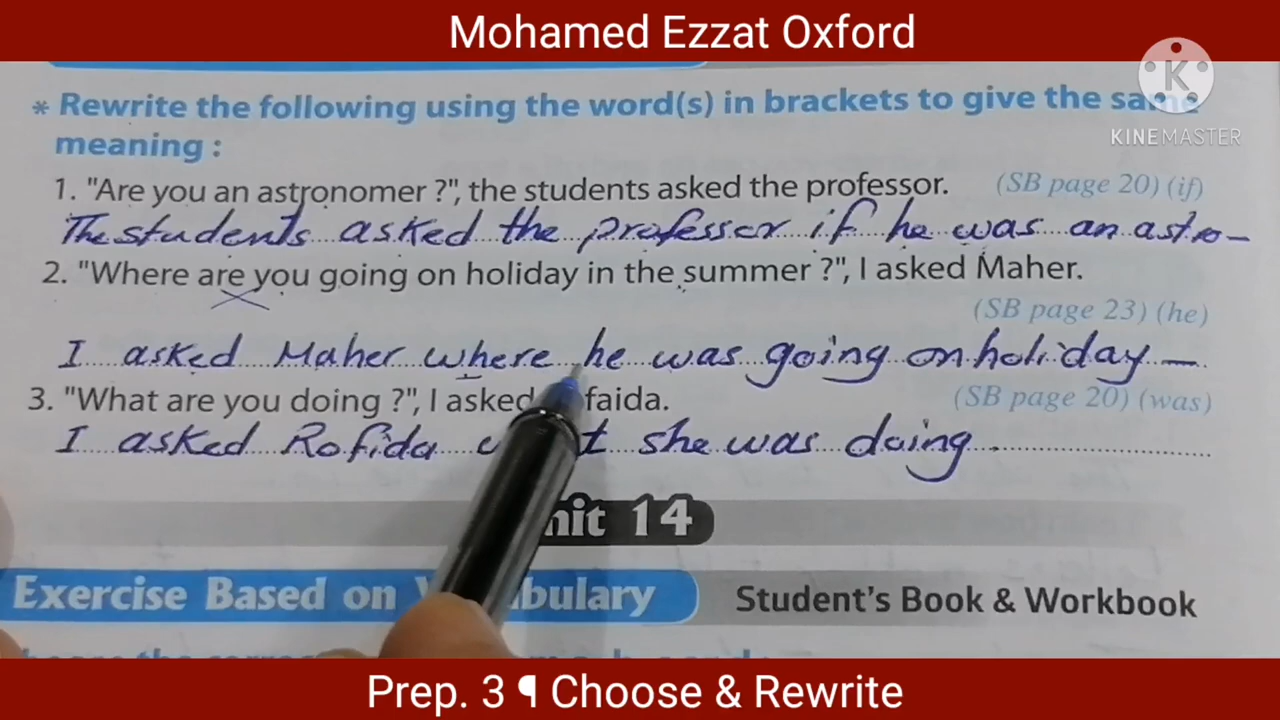 Mohamed Ezzat Oxford
KINEMASTER
* Rewrite the following using the word(s) in brackets to give the same
meaning :
1. "Are you an astronomer ?", the students asked the professor. (SB page 20) (if)
The students asked the professor if he was an astro-
2. "Where are you going on holiday in the summer ?", I asked Maher.
(SB page 23) (he)
I asked Maher where he was going on holiday —
3. "What are you doing ?", I asked faida. (SB page 20) (was)
I asked Rofida she was doing.
nit 14
Exercise Based on bulary Student's Book & Workbook
Prep. 3 ¶ Choose & Rewrite